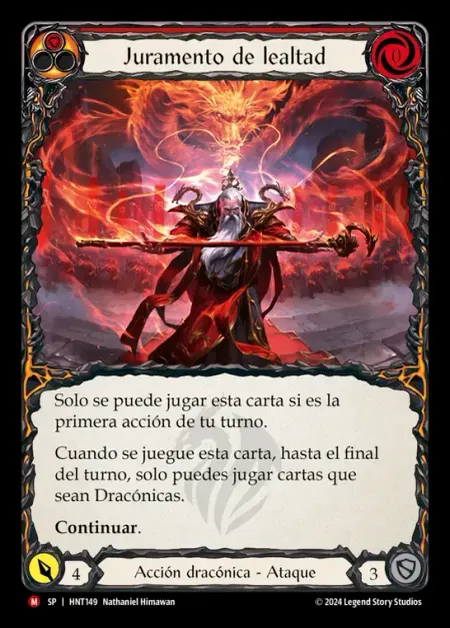 Juramento de lealtad
0
Solo se puede jugar esta carta si es la
primera acción de tu turno.
Cuando se juegue esta carta, hasta el final
del turno, solo puedes jugar cartas que
sean Dracónicas.
Continuar.
4
Acción dracónica - Ataque
3
M SP | HNT149 Nathaniel Himawan
© 2024 Legend Story Studios